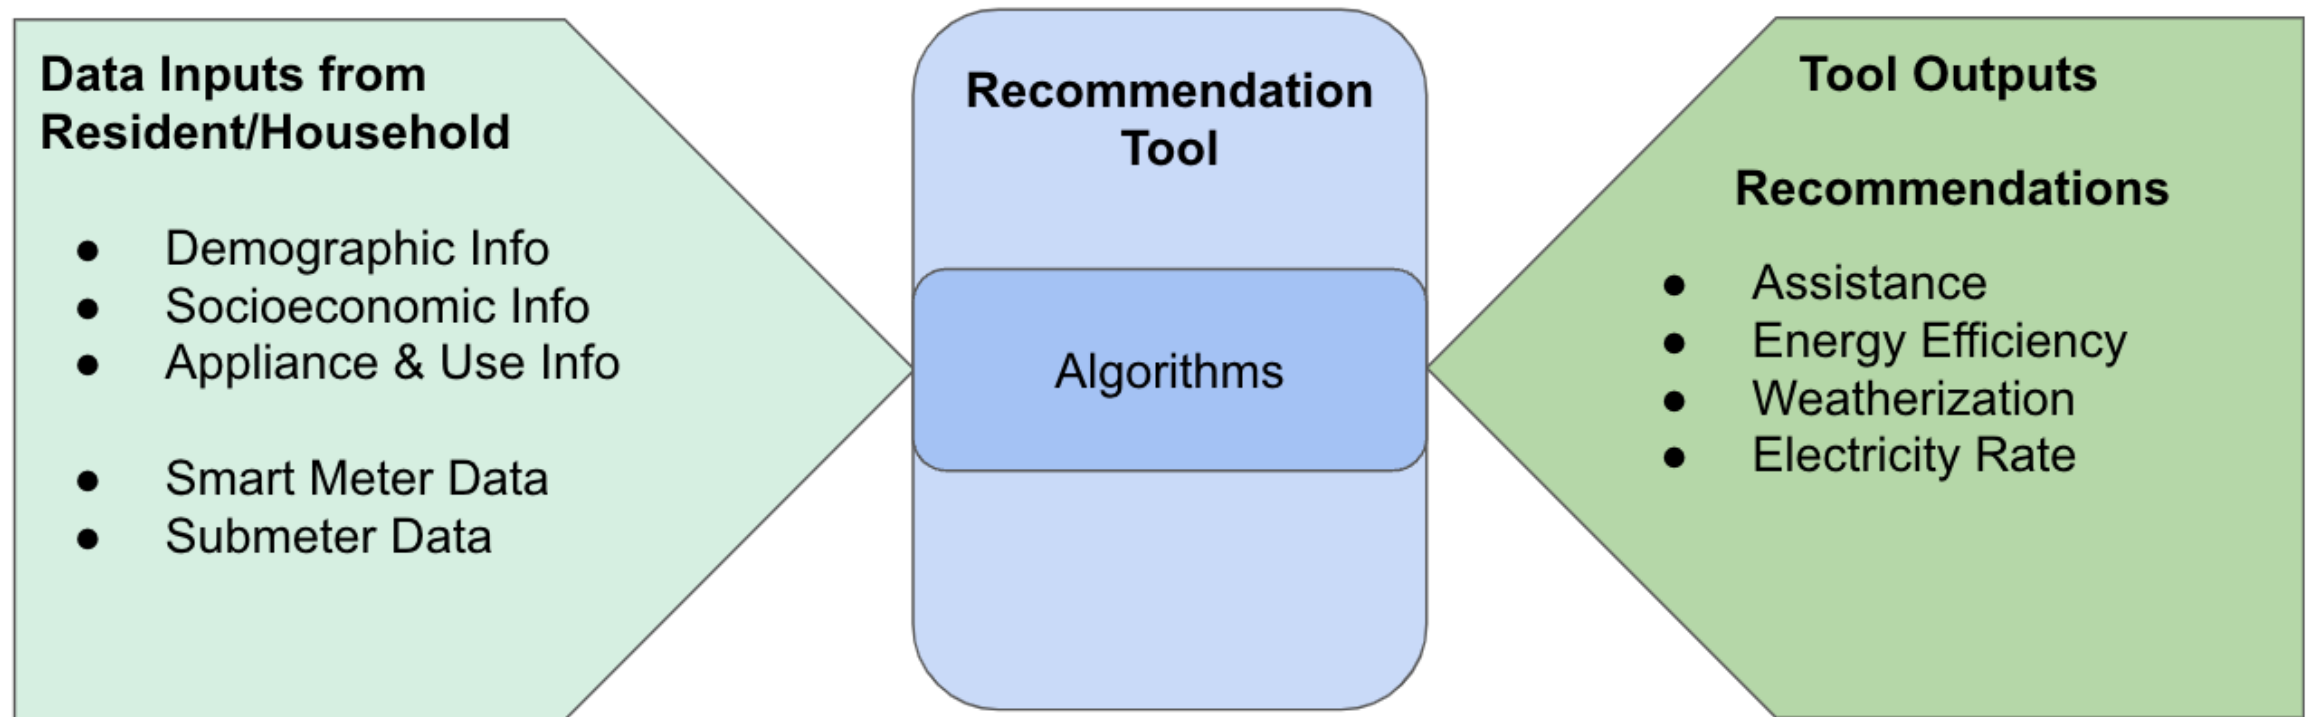 Data Inputs from
Resident/Household
● Demographic Info
● Socioeconomic Info
● Appliance & Use Info
● Smart Meter Data
● Submeter Data
Recommendation
Tool
Algorithms
Tool Outputs
Recommendations
● Assistance
● Energy Efficiency
● Weatherization
● Electricity Rate